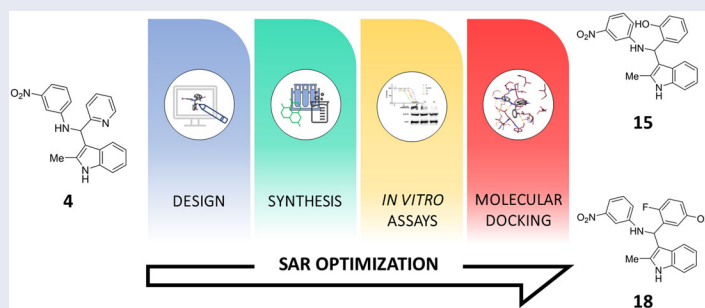 O₂N
HN
N
Me
N
H
4
DESIGN
SYNTHESIS
IN VITRO
ASSAYS
MOLECULAR
DOCKING
SAR OPTIMIZATION
HO
O₂N
HN
Me
N
H
15
F
O₂N
HN
O
Me
N
H
18